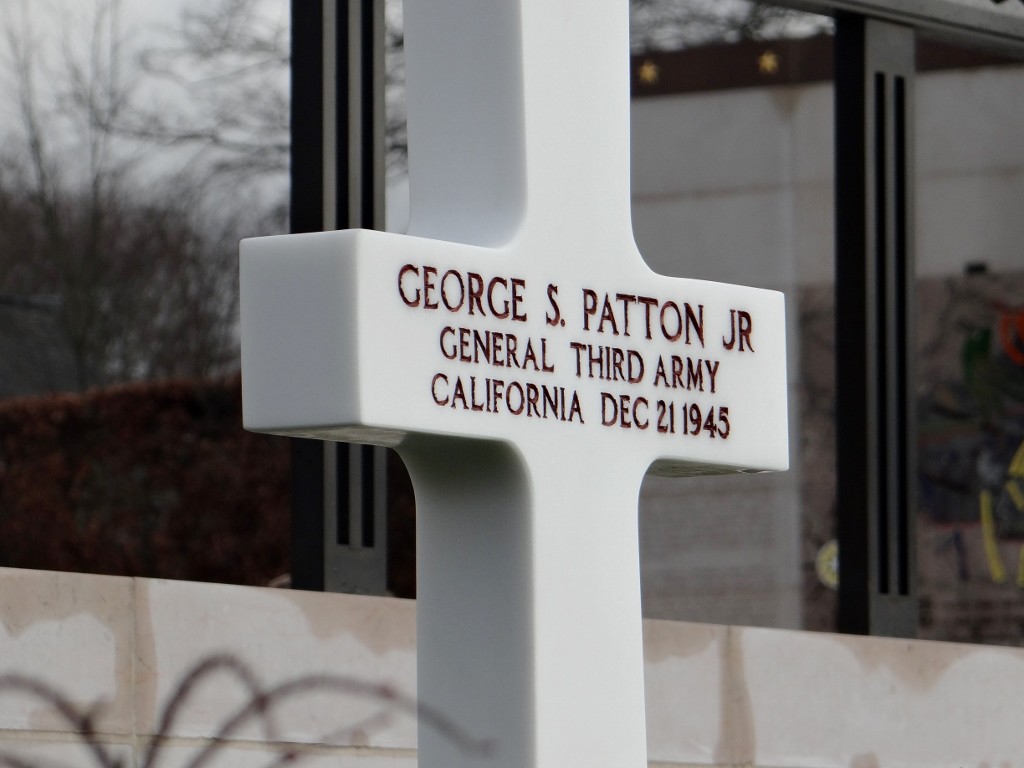 GEORGE S. PATTON JR
GENERAL THIRD ARMY
CALIFORNIA DEC 21 1945